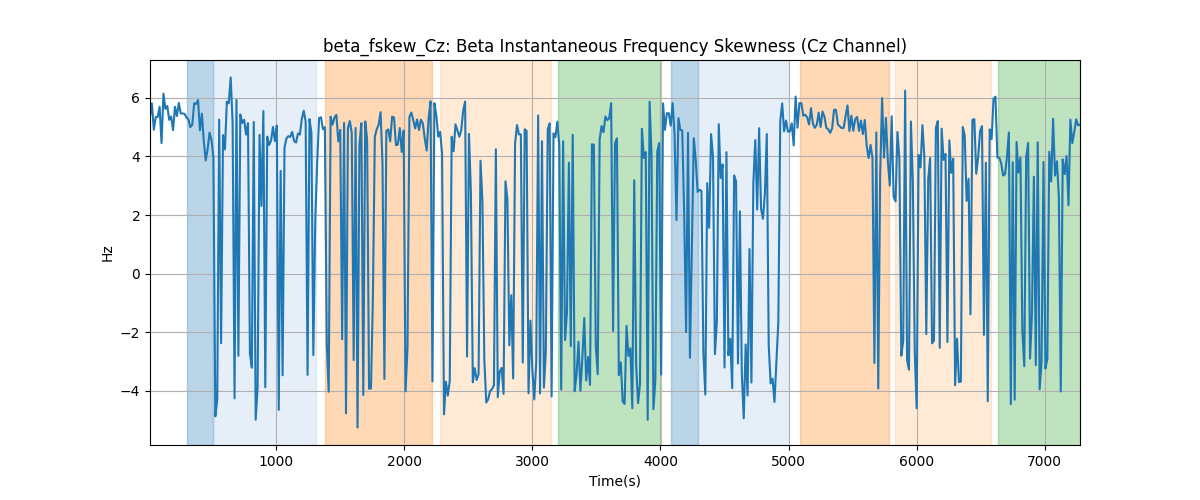 beta_fskew_Cz: Beta Instantaneous Frequency Skewness (Cz Channel)
6
4
2
0
−2
−4
Hz
1000 2000 3000 4000 5000 6000 7000
Time(s)